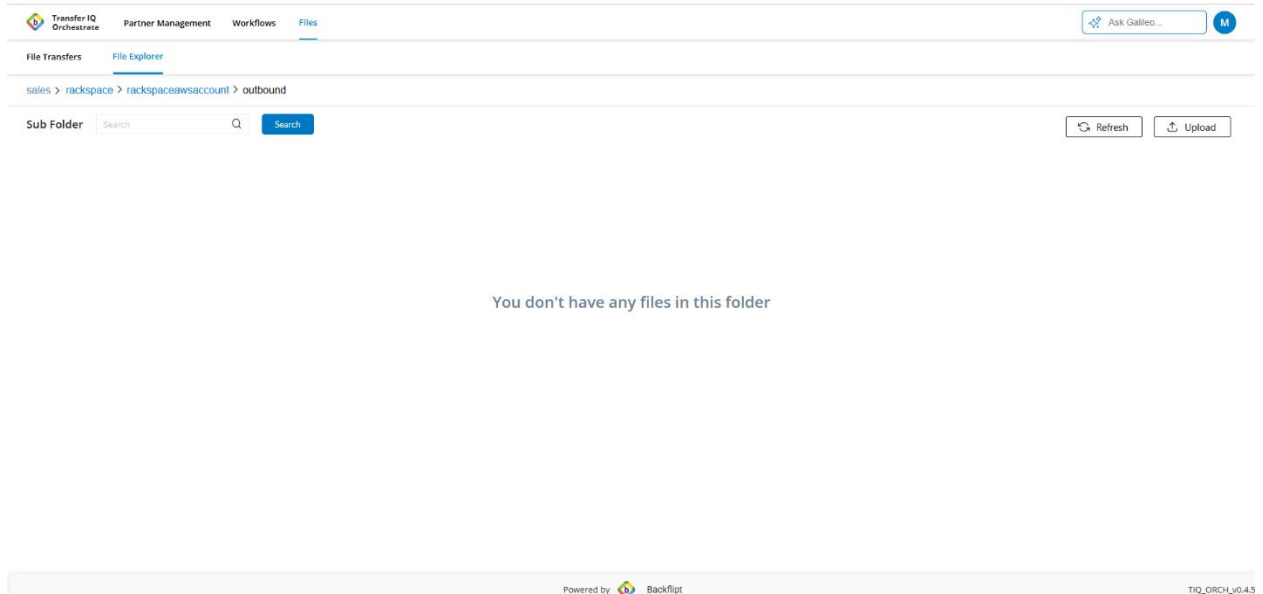 Transfer IQ
Orchestrate
Partner Management Workflows Files
Ask Galileo...
M
File Transfers File Explorer
sales > rackspace > rackspaceawsaccount > outbound
Sub Folder Search Search Refresh Upload
You don't have any files in this folder
Powered by b Backflipt TIQ_ORCH_v0.4.5